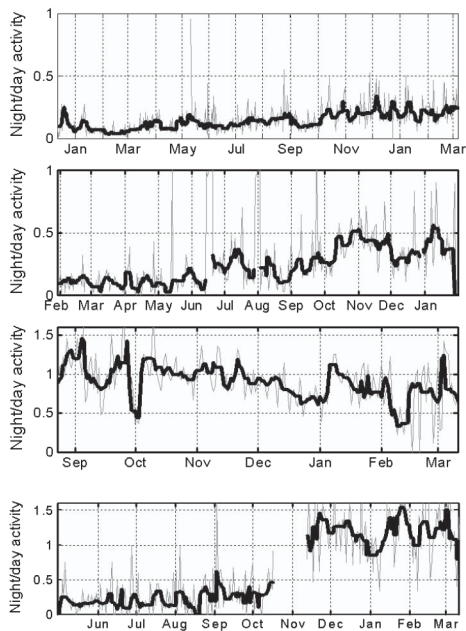 Night/day activity
1
0.5
0
Jan Mar May Jul Sep Nov Jan Mar
Night/day activity
1
0.5
0
Feb Mar Apr May Jun Jul Aug Sep Oct Nov Dec Jan
Night/day activity
1.5
1
0.5
0
Sep Oct Nov Dec Jan Feb Mar
Night/day activity
1.5
1
0.5
0
Jun Jul Aug Sep Oct Nov Dec Jan Feb Mar